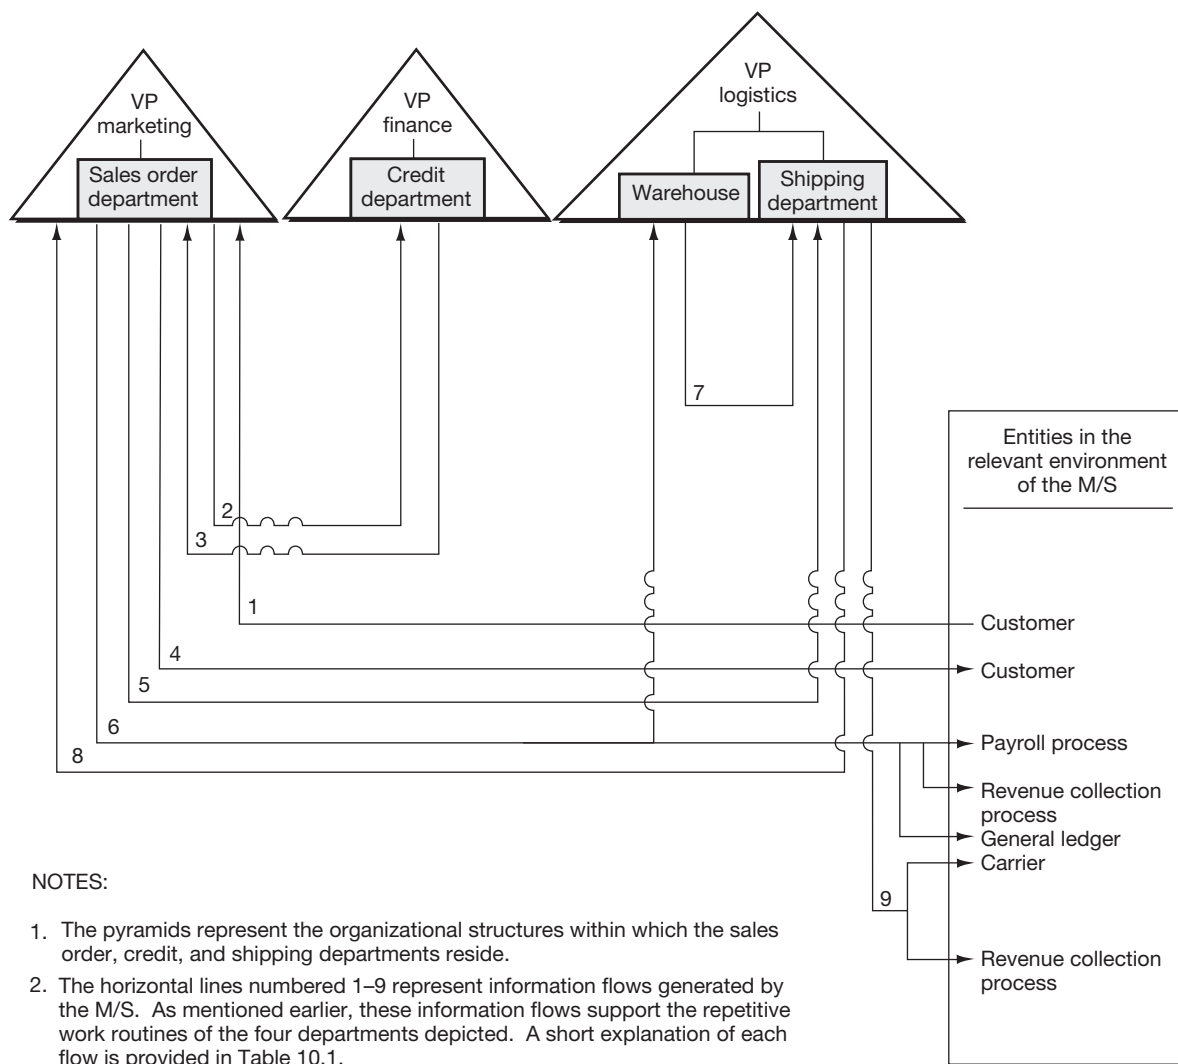 VP
marketing
Sales order
department
VP
finance
Credit
department
VP
logistics
Warehouse
Shipping
department
7
Entities in the
relevant environment
of the M/S
2
3
1
Customer
4
Customer
5
6
Payroll process
8
Revenue collection
process
General ledger
Carrier
9
Revenue collection
process
NOTES:
1. The pyramids represent the organizational structures within which the sales
order, credit, and shipping departments reside.
2. The horizontal lines numbered 1–9 represent information flows generated by
the M/S. As mentioned earlier, these information flows support the repetitive
work routines of the four departments depicted. A short explanation of each
flow is provided in Table 10.1.